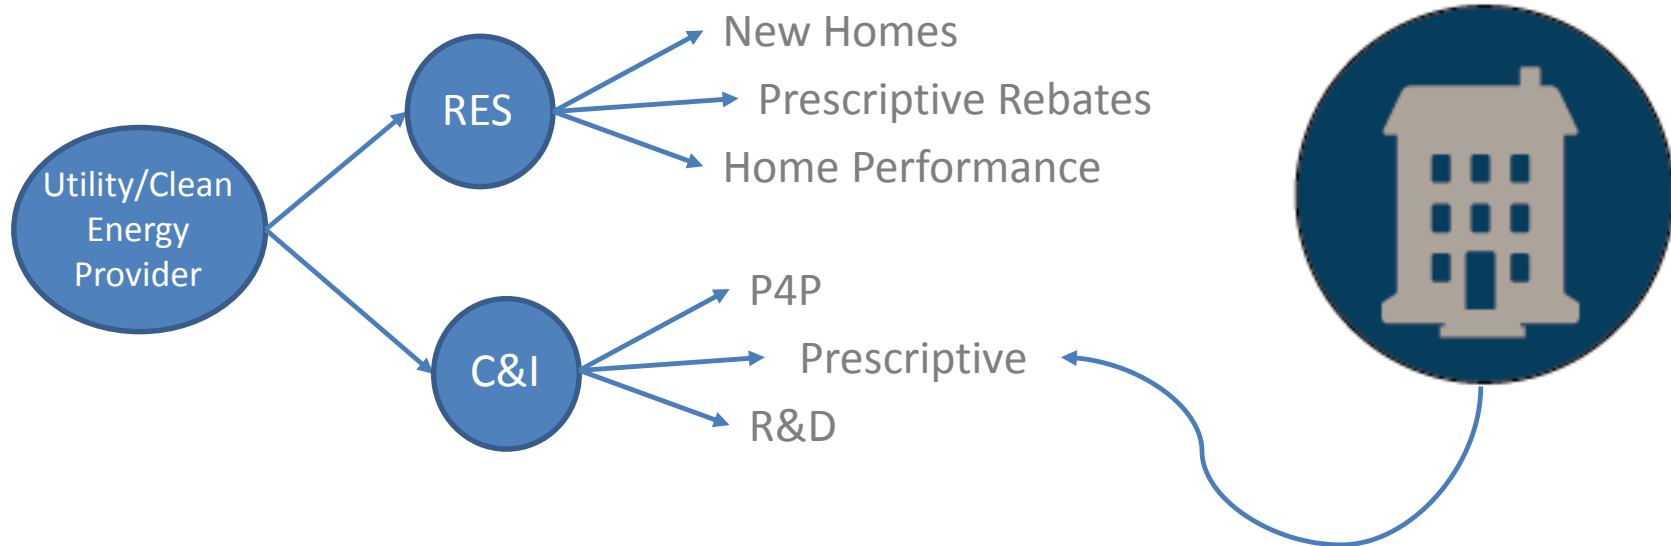 Utility/Clean
Energy
Provider
RES
New Homes
Prescriptive Rebates
Home Performance
C&I
P4P
Prescriptive
R&D